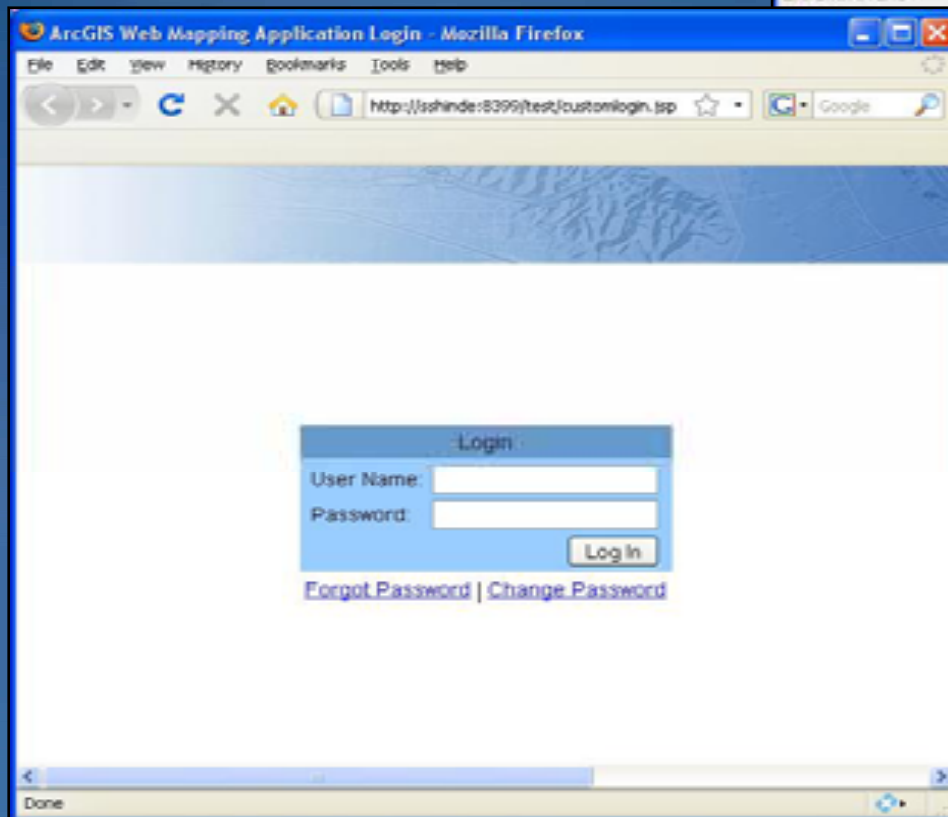 ArcGIS Web Mapping Application Login - Mozilla Firefox
File Edit View History Bookmarks Tools Help
http://sshinde:8399/test/customlogin.jsp Google
Login
User Name:
Password:
Log In
Forgot Password | Change Password
Done